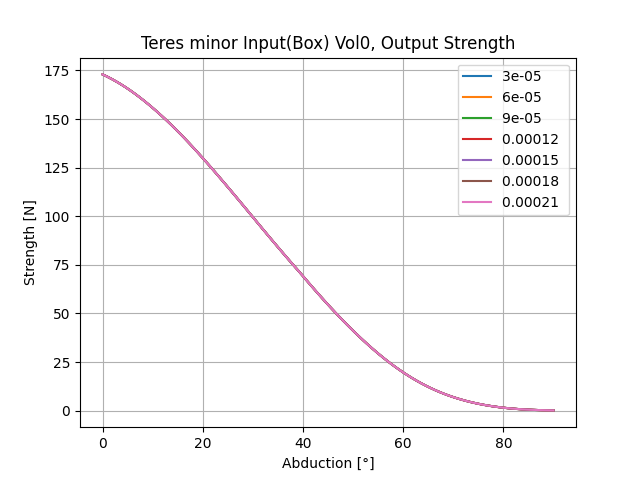 Teres minor Input(Box) Vol0, Output Strength
175
150
125
100
75
50
25
0
Strength [N]
0 20 40 60 80
Abduction [°]
3e-05
6e-05
9e-05
0.00012
0.00015
0.00018
0.00021